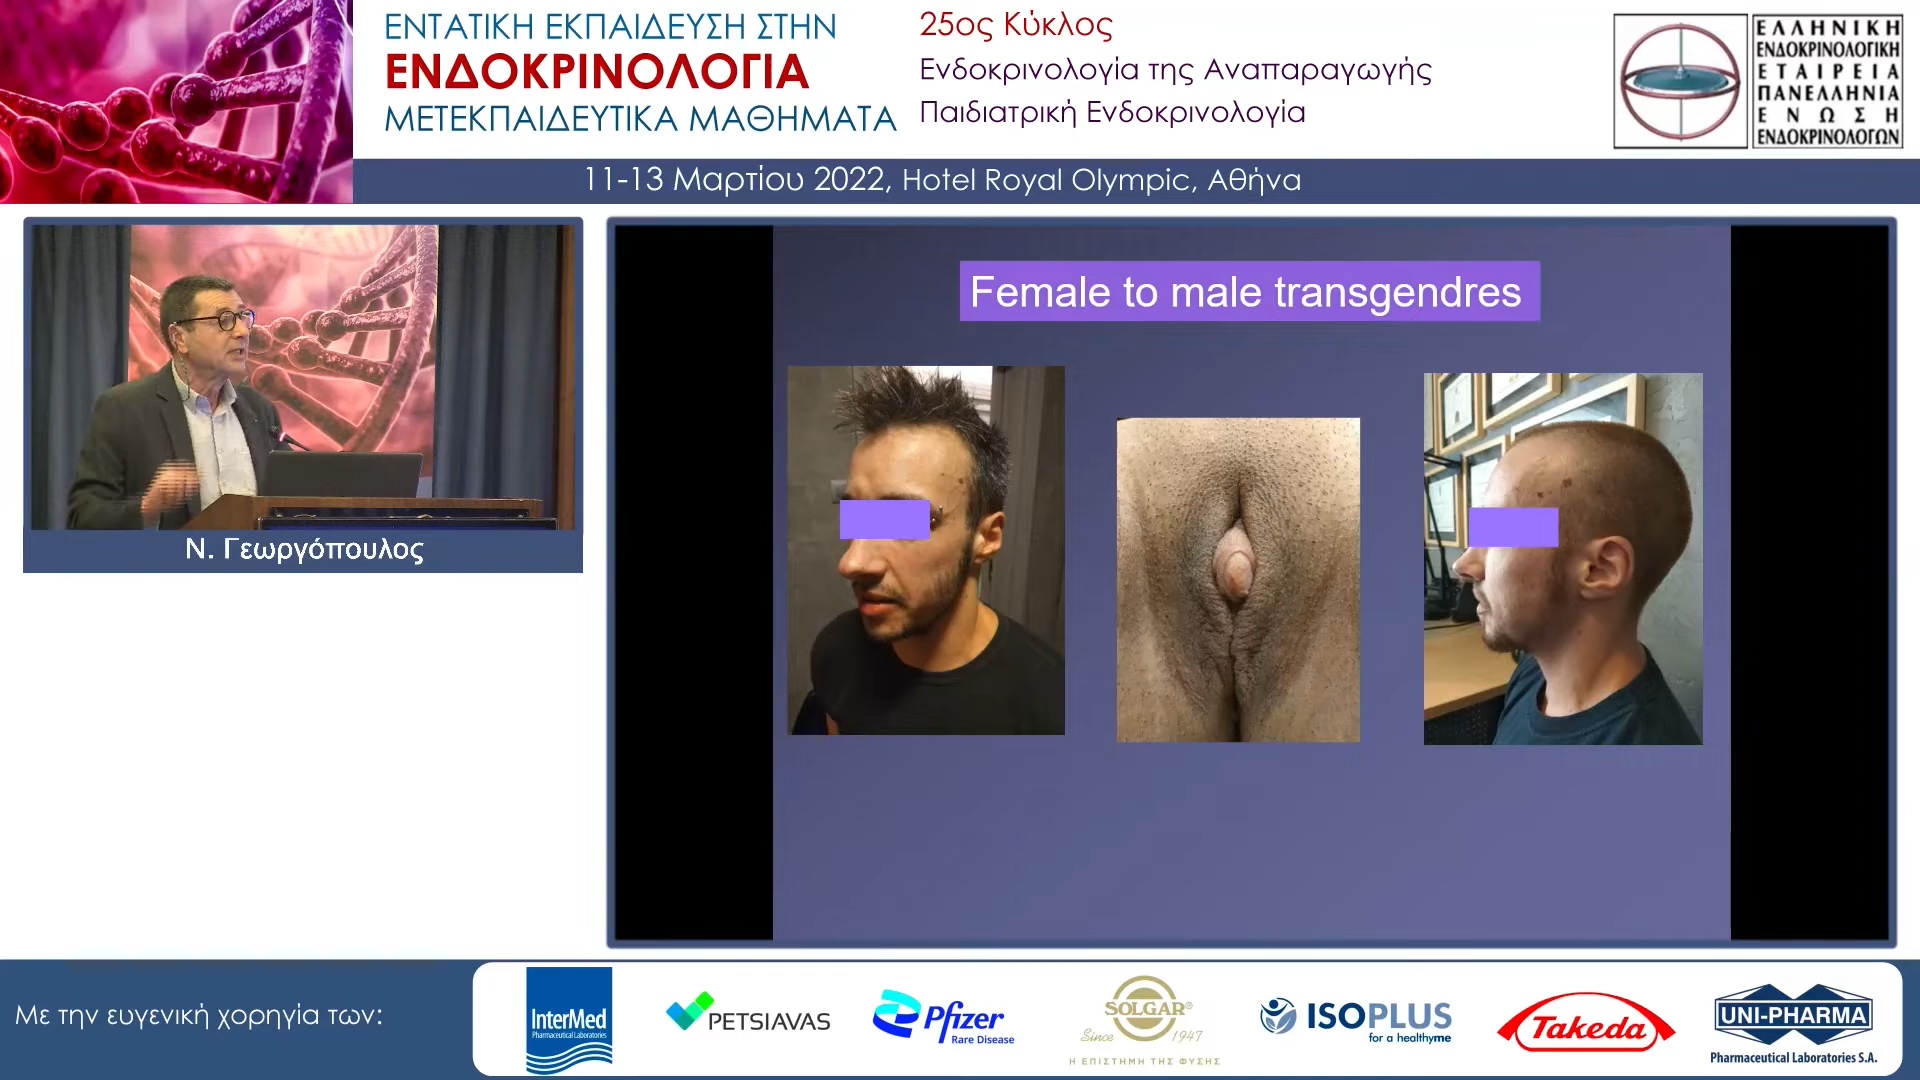 ΕΝΤΑΤΙΚΗ ΕΚΠΑΙΔΕΥΣΗ ΣΤΗΝ
ΕΝΔΟΚΡΙΝΟΛΟΓΙΑ
ΜΕΤΕΚΠΑΙΔΕΥΤΙΚΑ ΜΑΘΗΜΑΤΑ
25ος Κύκλος
Ενδοκρινολογία της Αναπαραγωγής
Παιδιατρική Ενδοκρινολογία
ΕΛΛΗΝΙΚΗ
ΕΝΔΟΚΡΙΝΟΛΟΓΙΚΗ
ΕΤΑΙΡΕΙΑ
ΠΑΝΕΛΛΗΝΙΑ
ΕΝΩΣΗ
ΕΝΔΟΚΡΙΝΟΛΟΓΩΝ
11-13 Μαρτίου 2022, Hotel Royal Olympic, Αθήνα
Ν. Γεωργόπουλος
Female to male transgendres
Με την ευγενική χορηγία των:
InterMed
Pharmaceutical Laboratories
PETSIAVAS
Pfizer
Rare Disease
SOLGAR®
Since 1947
Η ΕΠΙΣΤΗΜΗ ΤΗΣ ΦΥΣΗΣ
ISOPLUS
for a healthyme
Takeda
UNI-PHARMA
Pharmaceutical Laboratories S.A.